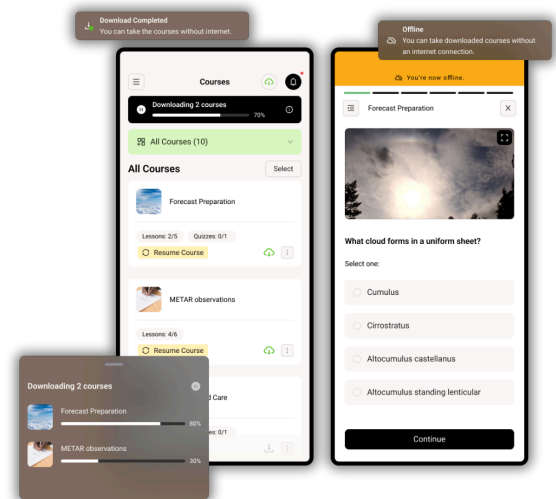 Download Completed
You can take the courses without internet.
Offline
You can take downloaded courses without
an internet connection.
Courses
Downloading 2 courses
70%
All Courses (10)
All Courses
Select
Forecast Preparation
Lessons: 2/5 Quizzes: 0/1
Resume Course
METAR observations
Lessons: 4/6
Resume Course
d Care
es: 0/1
Downloading 2 courses
Forecast Preparation
80%
METAR observations
30%
You're now offline.
Forecast Preparation
What cloud forms in a uniform sheet?
Select one:
Cumulus
Cirrostratus
Altocumulus castellanus
Altocumulus standing lenticular
Continue